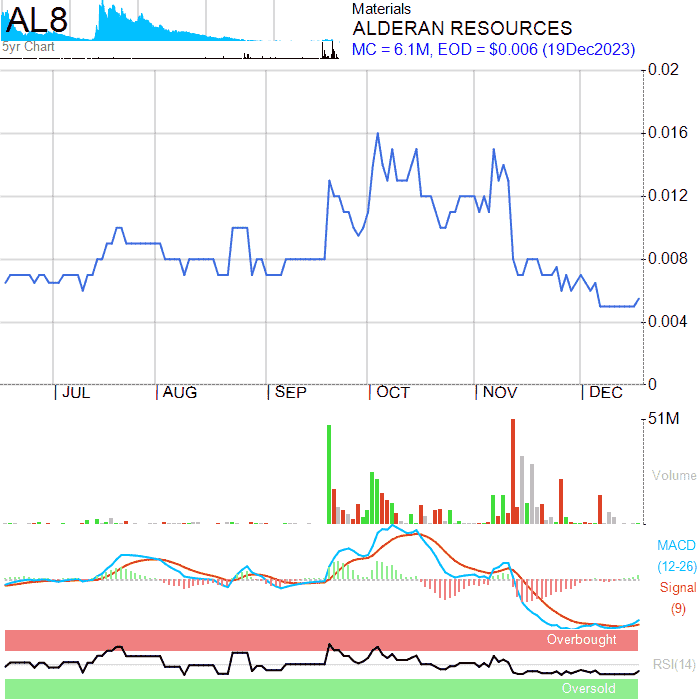 AL8
5yr Chart
Materials
ALDERAN RESOURCES
MC = 6.1M, EOD = $0.006 (19Dec2023)
0.02
0.016
0.012
0.008
0.004
0
JUL AUG SEP OCT NOV DEC
51M
Volume
MACD
(12-26)
Signal
(9)
Overbought
RSI(14)
Oversold